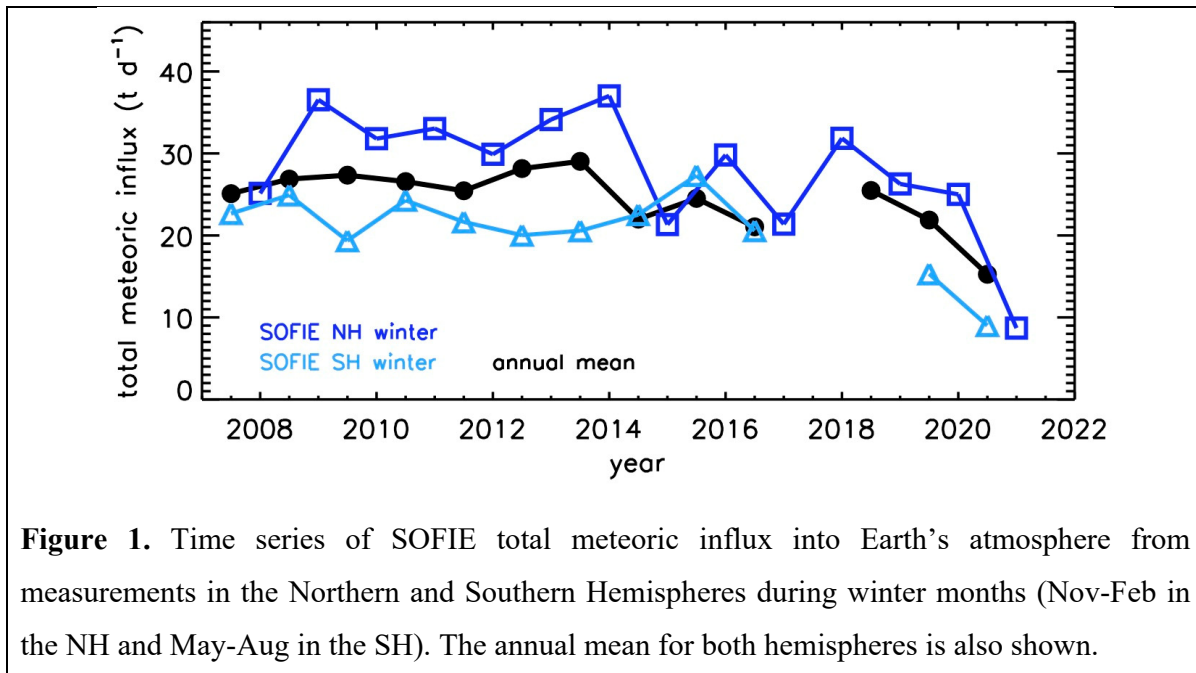 total meteoric influx (t d⁻¹)
40
30
20
10
0
SOFIE NH winter
SOFIE SH winter annual mean
2008 2010 2012 2014 2016 2018 2020 2022
year
Figure 1. Time series of SOFIE total meteoric influx into Earth’s atmosphere from
measurements in the Northern and Southern Hemispheres during winter months (Nov-Feb in
the NH and May-Aug in the SH). The annual mean for both hemispheres is also shown.